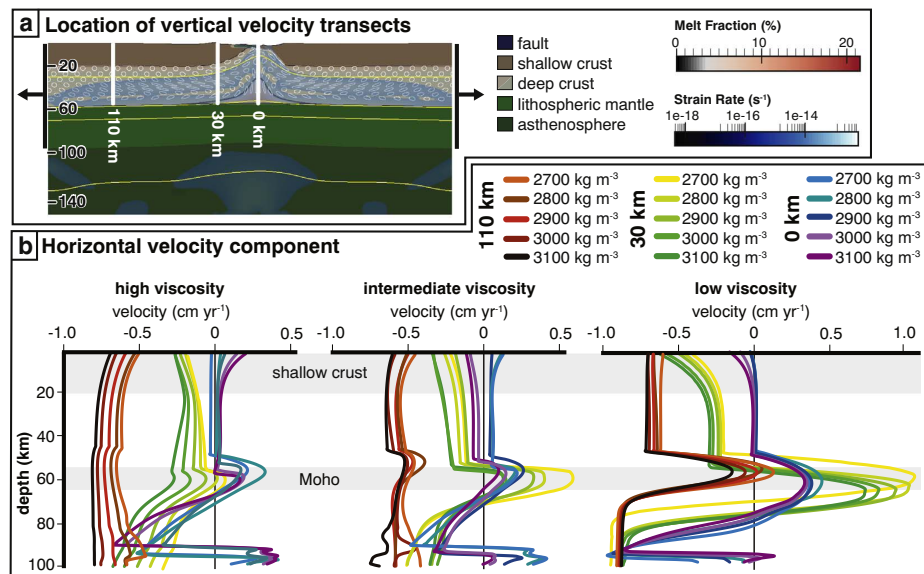 a Location of vertical velocity transects
20
60
100
140
110 km
30 km
0 km
fault
shallow crust
deep crust
lithospheric mantle
asthenosphere
Melt Fraction (%)
0 10 20
Strain Rate (s⁻¹)
1e-18 1e-16 1e-14
110 km
2700 kg m⁻³
2800 kg m⁻³
2900 kg m⁻³
3000 kg m⁻³
3100 kg m⁻³
30 km
2700 kg m⁻³
2800 kg m⁻³
2900 kg m⁻³
3000 kg m⁻³
3100 kg m⁻³
0 km
2700 kg m⁻³
2800 kg m⁻³
2900 kg m⁻³
3000 kg m⁻³
3100 kg m⁻³
b Horizontal velocity component
high viscosity
velocity (cm yr⁻¹)
-1.0 -0.5 0 0.5
intermediate viscosity
velocity (cm yr⁻¹)
-1.0 -0.5 0 0.5
low viscosity
velocity (cm yr⁻¹)
-1.0 -0.5 0 0.5 1.0
depth (km)
20
40
60
80
100
shallow crust
Moho